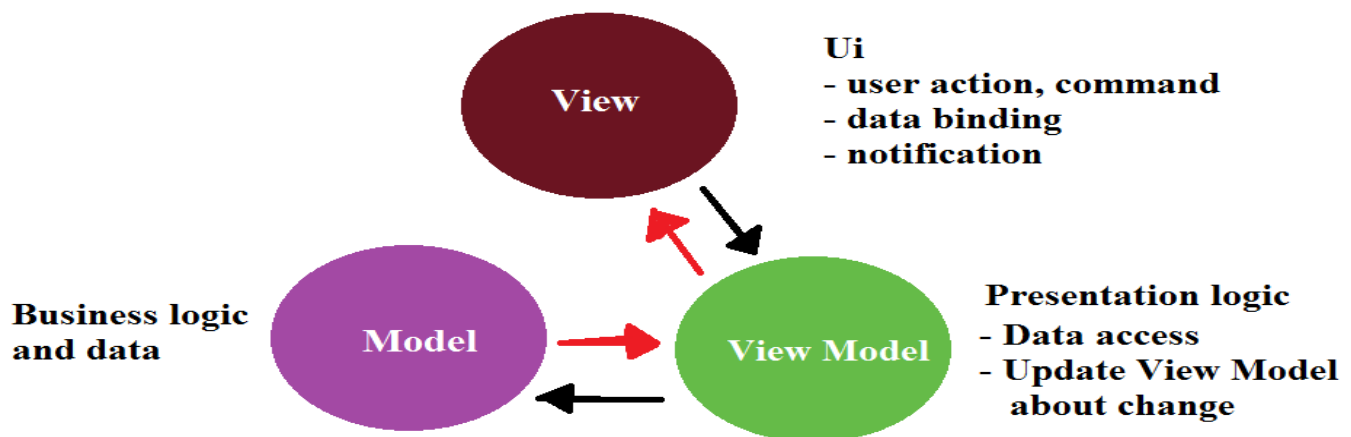 View
Ui
- user action, command
- data binding
- notification
Business logic
and data
Model
View Model
Presentation logic
- Data access
- Update View Model
about change